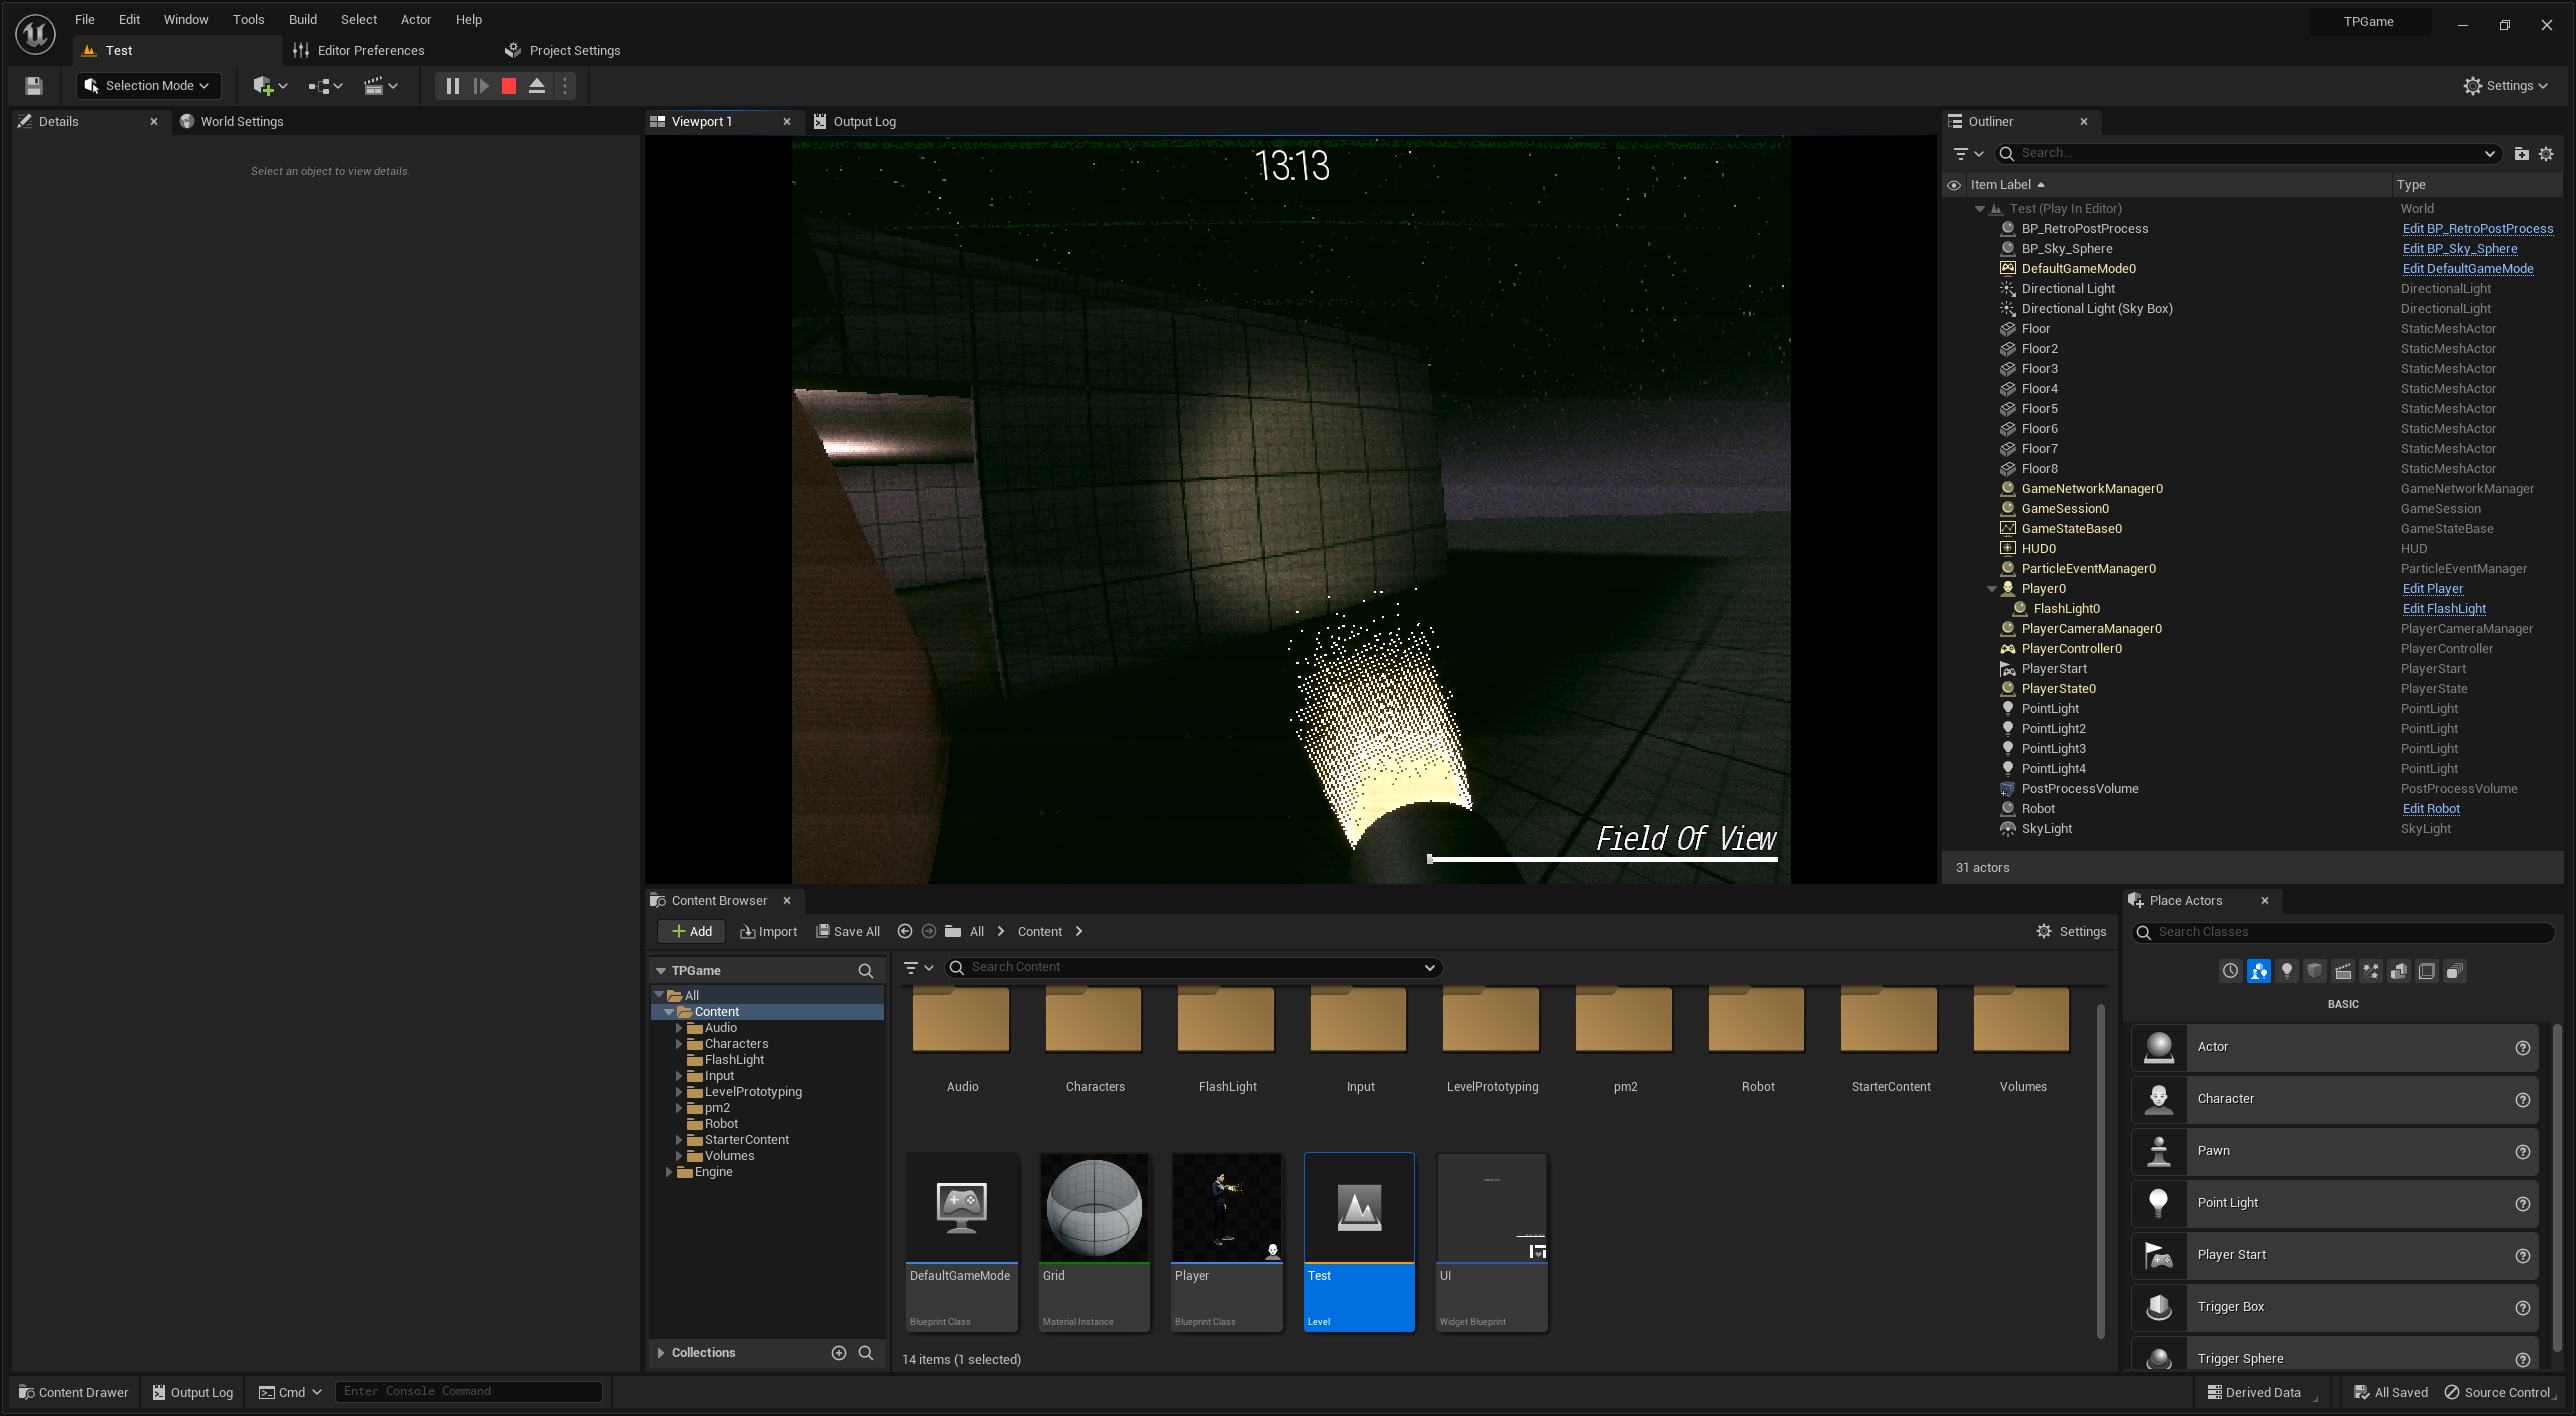 File Edit Window Tools Build Select Actor Help
TPGame
Test Editor Preferences Project Settings
Selection Mode
Settings
Details World Settings
Select an object to view details.
Viewport 1 Output Log
13:13
Field Of View
Outliner
Search...
Item Label Type
Test (Play In Editor) World
BP_RetroPostProcess Edit BP_RetroPostProcess
BP_Sky_Sphere Edit BP_Sky_Sphere
DefaultGameMode0 Edit DefaultGameMode
Directional Light DirectionalLight
Directional Light (Sky Box) DirectionalLight
Floor StaticMeshActor
Floor2 StaticMeshActor
Floor3 StaticMeshActor
Floor4 StaticMeshActor
Floor5 StaticMeshActor
Floor6 StaticMeshActor
Floor7 StaticMeshActor
Floor8 StaticMeshActor
GameNetworkManager0 GameNetworkManager
GameSession0 GameSession
GameStateBase0 GameStateBase
HUD0 HUD
ParticleEventManager0 ParticleEventManager
Player0 Edit Player
FlashLight0 Edit FlashLight
PlayerCameraManager0 PlayerCameraManager
PlayerController0 PlayerController
PlayerStart PlayerStart
PlayerState0 PlayerState
PointLight PointLight
PointLight2 PointLight
PointLight3 PointLight
PointLight4 PointLight
PostProcessVolume PostProcessVolume
Robot Edit Robot
SkyLight SkyLight
31 actors
Content Browser
Add Import Save All All Content Settings
TPGame
All
Content
Audio
Characters
FlashLight
Input
LevelPrototyping
pm2
Robot
StarterContent
Volumes
Engine
Collections
Search Content
Audio Characters FlashLight Input LevelPrototyping pm2 Robot StarterContent Volumes
DefaultGameMode Grid Player Test UI
Blueprint Class Material Instance Blueprint Class Level Widget Blueprint
14 items (1 selected)
Place Actors
Search Classes
BASIC
Actor
Character
Pawn
Point Light
Player Start
Trigger Box
Trigger Sphere
Content Drawer Output Log Cmd Enter Console Command
Derived Data All Saved Source Control